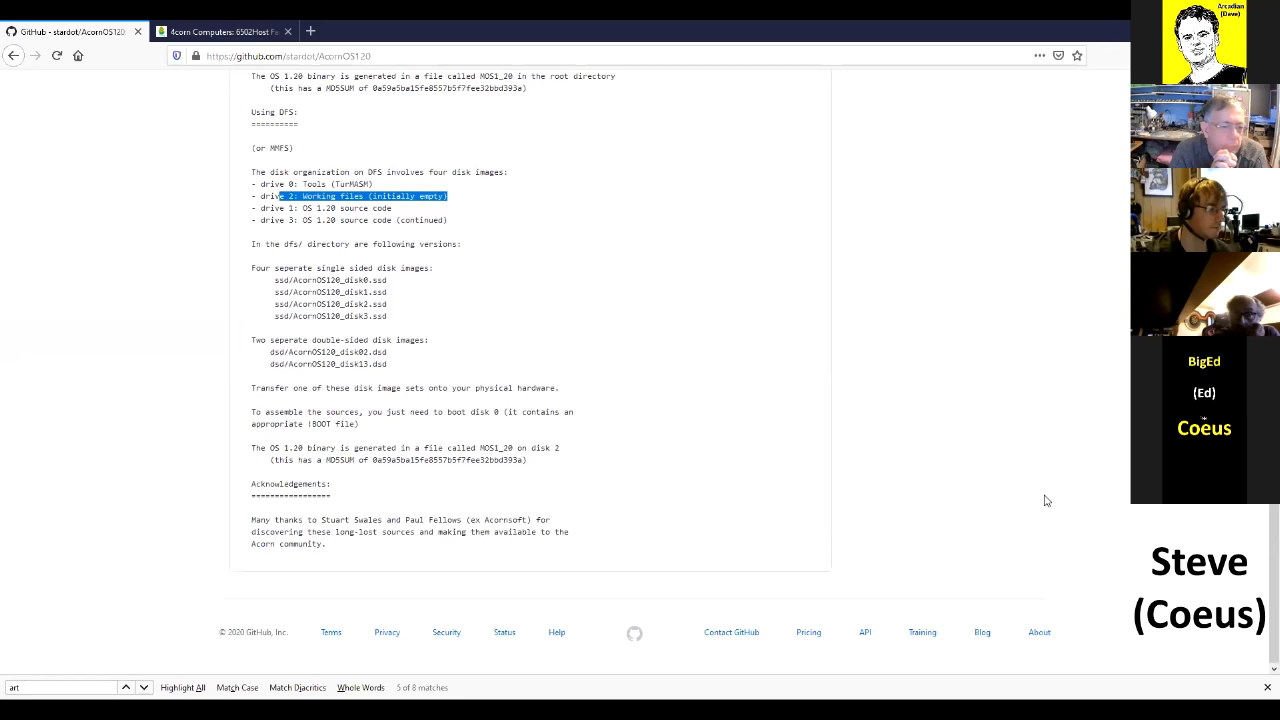 GitHub - stardot/AcornOS120
4corn Computers: 6502Host F
https://github.com/stardot/AcornOS120
The OS 1.20 binary is generated in a file called MOS1_20 in the root directory
(this has a MD5SUM of 0a59a5ba15fe8557b5f7fee32bbd393a)
Using DFS:
==========
(or MMFS)
The disk organization on DFS involves four disk images:
- drive 0: Tools (TurMASM)
- drive 2: Working files (initially empty)
- drive 1: OS 1.20 source code
- drive 3: OS 1.20 source code (continued)
In the dfs/ directory are following versions:
Four seperate single sided disk images:
ssd/AcornOS120_disk0.ssd
ssd/AcornOS120_disk1.ssd
ssd/AcornOS120_disk2.ssd
ssd/AcornOS120_disk3.ssd
Two seperate double-sided disk images:
dsd/AcornOS120_disk02.dsd
dsd/AcornOS120_disk13.dsd
Transfer one of these disk image sets onto your physical hardware.
To assemble the sources, you just need to boot disk 0 (it contains an
appropriate !BOOT file)
The OS 1.20 binary is generated in a file called MOS1_20 on disk 2
(this has a MD5SUM of 0a59a5ba15fe8557b5f7fee32bbd393a)
Acknowledgements:
=================
Many thanks to Stuart Swales and Paul Fellows (ex Acornsoft) for
discovering these long-lost sources and making them available to the
Acorn community.
© 2020 GitHub, Inc. Terms Privacy Security Status Help Contact GitHub Pricing API Training Blog About
art Highlight All Match Case Match Diacritics Whole Words 5 of 8 matches
Arcadian
(Dave)
BigEd
(Ed)
Coeus
Steve
(Coeus)